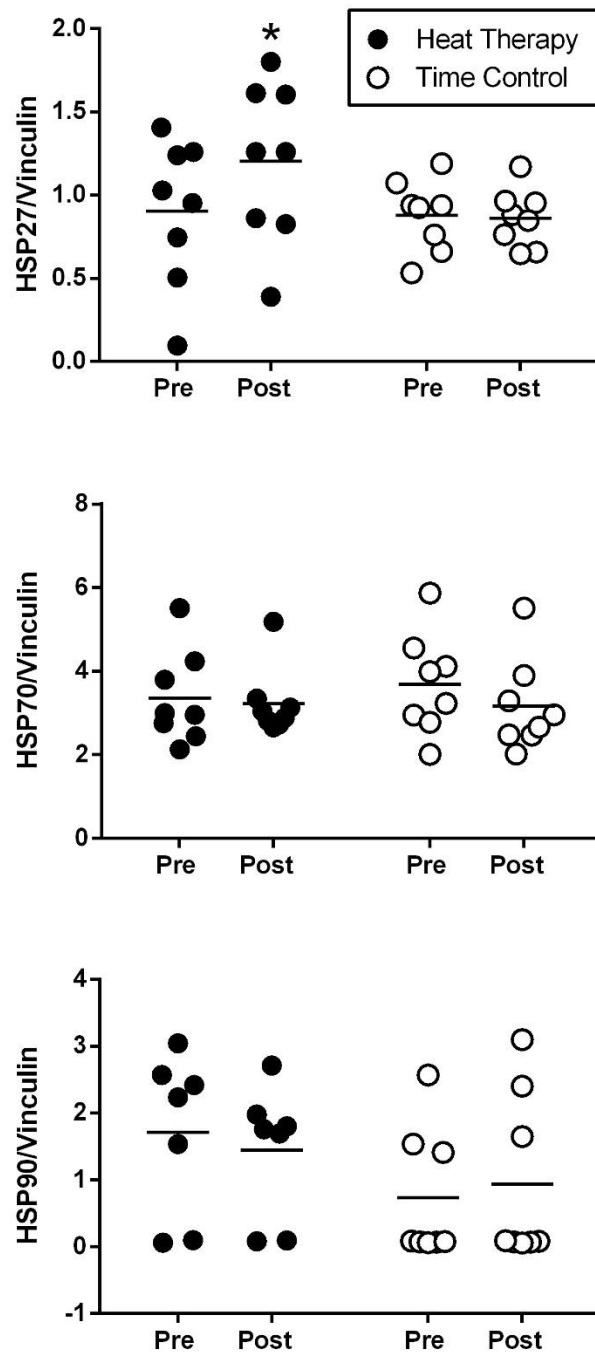 *
Heat Therapy
Time Control
HSP27/Vinculin
2.0
1.5
1.0
0.5
0.0
Pre Post Pre Post
HSP70/Vinculin
8
6
4
2
0
Pre Post Pre Post
HSP90/Vinculin
4
3
2
1
0
-1
Pre Post Pre Post